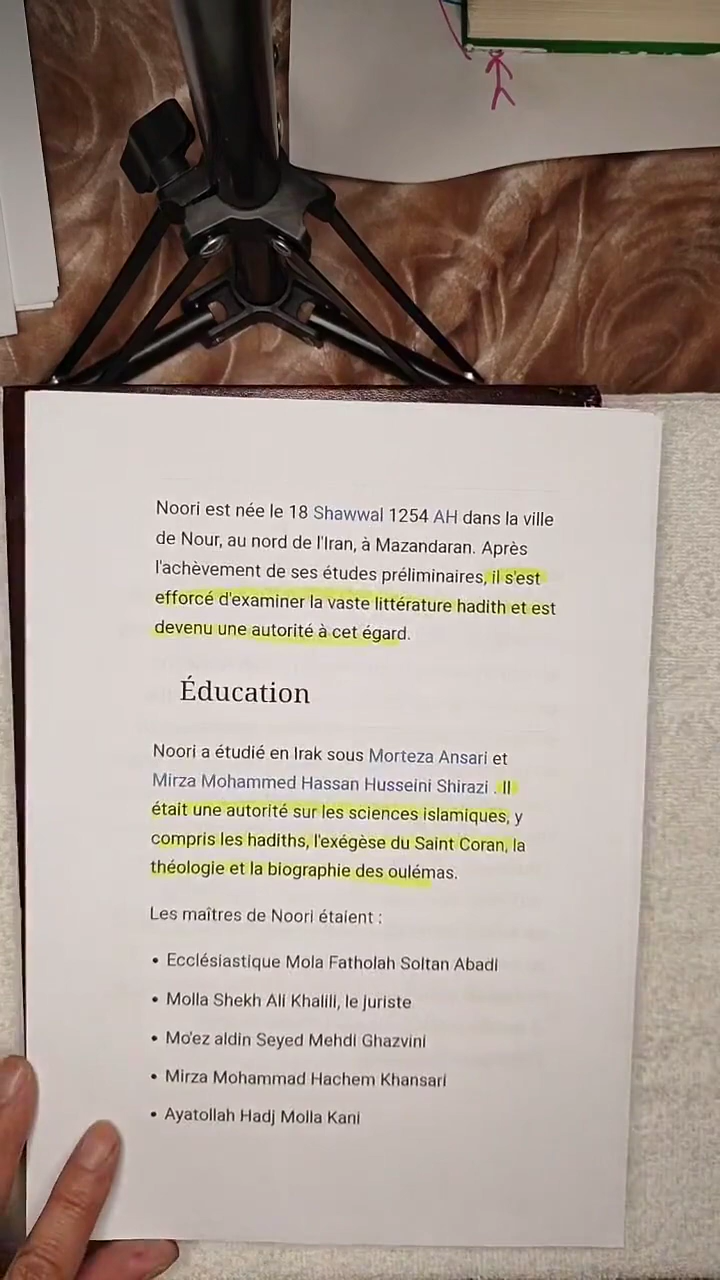 Noori est née le 18 Shawwal 1254 AH dans la ville
de Nour, au nord de l'Iran, à Mazandaran. Après
l'achèvement de ses études préliminaires, il s'est
efforcé d'examiner la vaste littérature hadith et est
devenu une autorité à cet égard.
Éducation
Noori a étudié en Irak sous Morteza Ansari et
Mirza Mohammed Hassan Husseini Shirazi . Il
était une autorité sur les sciences islamiques, y
compris les hadiths, l'exégèse du Saint Coran, la
théologie et la biographie des oulémas.
Les maîtres de Noori étaient :
• Ecclésiastique Mola Fatholah Soltan Abadi
• Molla Shekh Ali Khalili, le juriste
• Mo'ez aldin Seyed Mehdi Ghazvini
• Mirza Mohammad Hachem Khansari
• Ayatollah Hadj Molla Kani